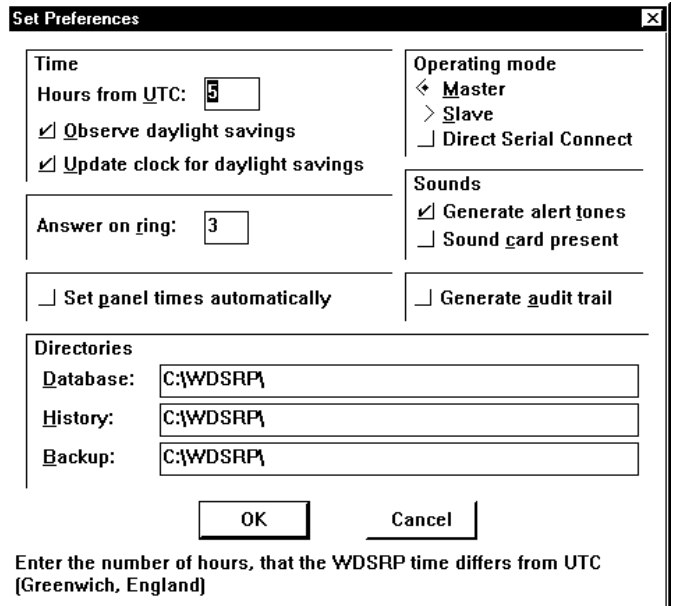 Set Preferences
Time
Hours from UTC: 5
Observe daylight savings
Update clock for daylight savings
Answer on ring: 3
Set panel times automatically
Operating mode
Master
Slave
Direct Serial Connect
Sounds
Generate alert tones
Sound card present
Generate audit trail
Directories
Database: C:\WDSRP\
History: C:\WDSRP\
Backup: C:\WDSRP\
OK Cancel
Enter the number of hours, that the WDSRP time differs from UTC
(Greenwich, England)